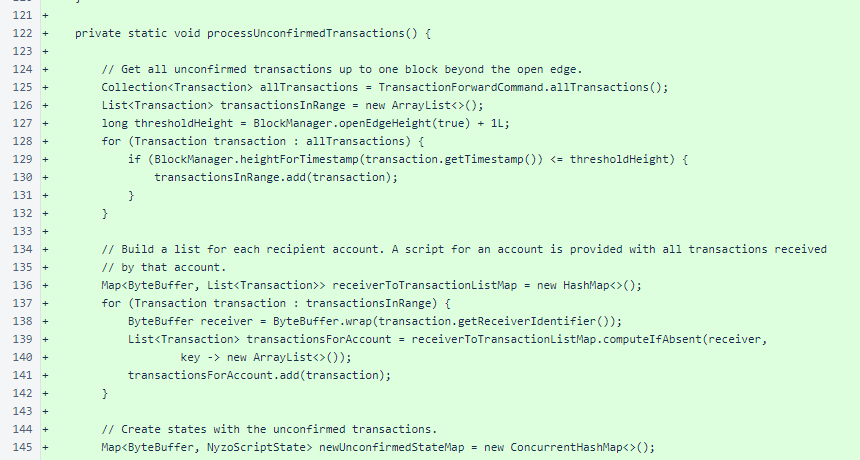 121 +
122 +    private static void processUnconfirmedTransactions() {
123 +
124 +        // Get all unconfirmed transactions up to one block beyond the open edge.
125 +        Collection<Transaction> allTransactions = TransactionForwardCommand.allTransactions();
126 +        List<Transaction> transactionsInRange = new ArrayList<>();
127 +        long thresholdHeight = BlockManager.openEdgeHeight(true) + 1L;
128 +        for (Transaction transaction : allTransactions) {
129 +            if (BlockManager.heightForTimestamp(transaction.getTimestamp()) <= thresholdHeight) {
130 +                transactionsInRange.add(transaction);
131 +            }
132 +        }
133 +
134 +        // Build a list for each recipient account. A script for an account is provided with all transactions received
135 +        // by that account.
136 +        Map<ByteBuffer, List<Transaction>> receiverToTransactionListMap = new HashMap<>();
137 +        for (Transaction transaction : transactionsInRange) {
138 +            ByteBuffer receiver = ByteBuffer.wrap(transaction.getReceiverIdentifier());
139 +            List<Transaction> transactionsForAccount = receiverToTransactionListMap.computeIfAbsent(receiver,
140 +                    key -> new ArrayList<>());
141 +            transactionsForAccount.add(transaction);
142 +        }
143 +
144 +        // Create states with the unconfirmed transactions.
145 +        Map<ByteBuffer, NyzoScriptState> newUnconfirmedStateMap = new ConcurrentHashMap<>();